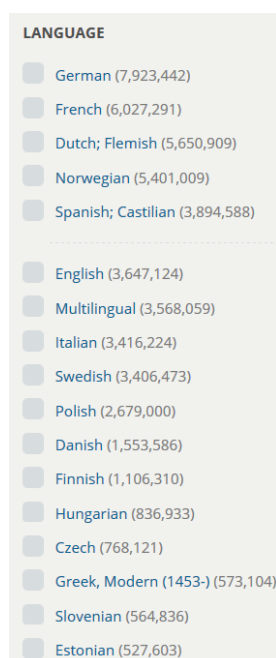 LANGUAGE
German (7,923,442)
French (6,027,291)
Dutch; Flemish (5,650,909)
Norwegian (5,401,009)
Spanish; Castilian (3,894,588)
English (3,647,124)
Multilingual (3,568,059)
Italian (3,416,224)
Swedish (3,406,473)
Polish (2,679,000)
Danish (1,553,586)
Finnish (1,106,310)
Hungarian (836,933)
Czech (768,121)
Greek, Modern (1453-) (573,104)
Slovenian (564,836)
Estonian (527,603)